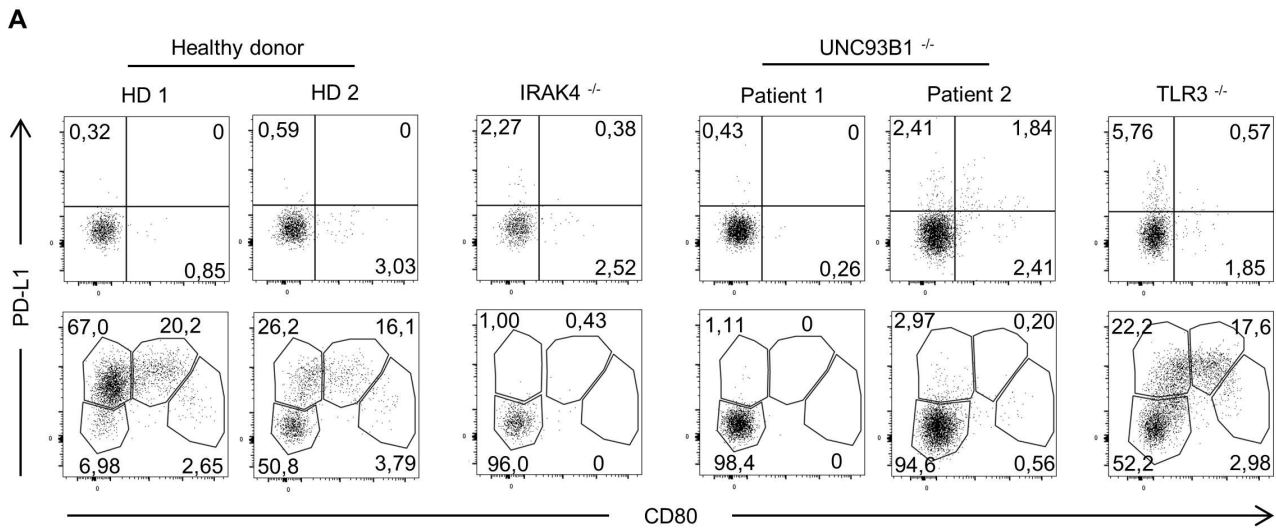 A
Healthy donor
UNC93B1 -/-
HD 1
HD 2
IRAK4 -/-
Patient 1
Patient 2
TLR3 -/-
0,32 0
0,59 0
2,27 0,38
0,43 0
2,41 1,84
5,76 0,57
0,85
3,03
2,52
0,26
2,41
1,85
PD-L1
67,0 20,2
26,2 16,1
1,00 0,43
1,11 0
2,97 0,20
22,2 17,6
6,98 2,65
50,8 3,79
96,0 0
98,4 0
94,6 0,56
52,2 2,98
CD80